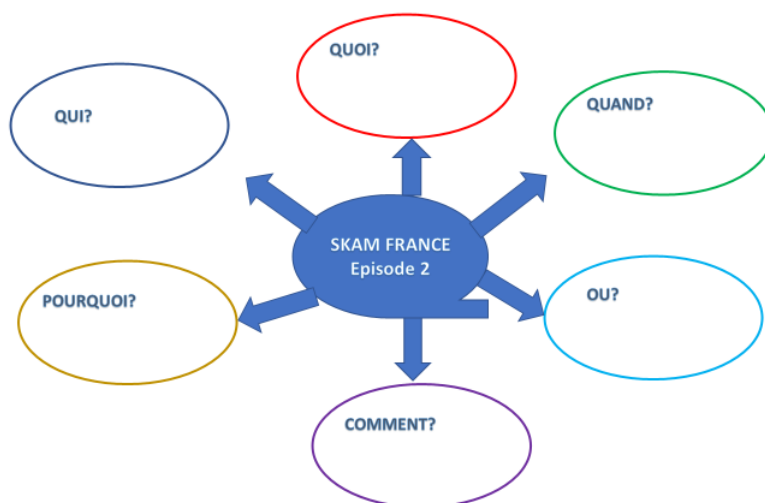 QUOI?
QUI?
QUAND?
SKAM FRANCE
Episode 2
POURQUOI?
OU?
COMMENT?